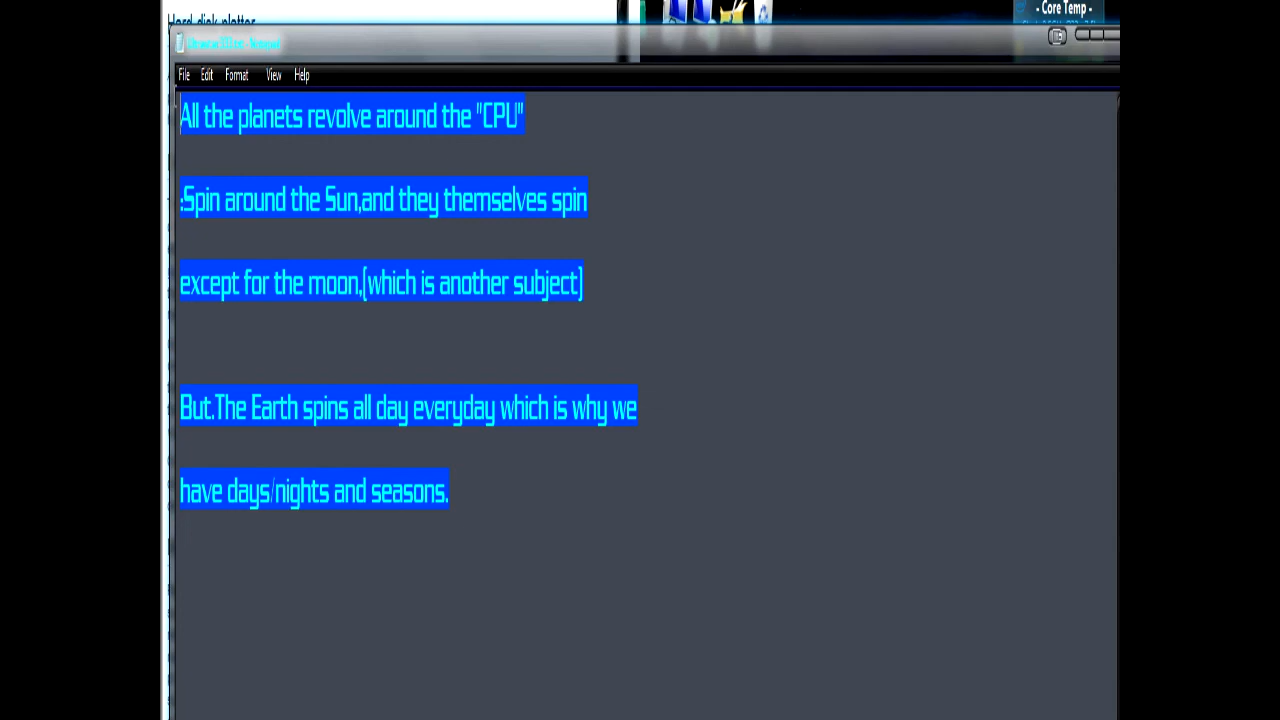 Hard disk platter
- Core Temp -
File Edit Format View Help
All the planets revolve around the "CPU"
:Spin around the Sun,and they themselves spin
except for the moon,(which is another subject)
But.The Earth spins all day everyday which is why we
have days/nights and seasons.